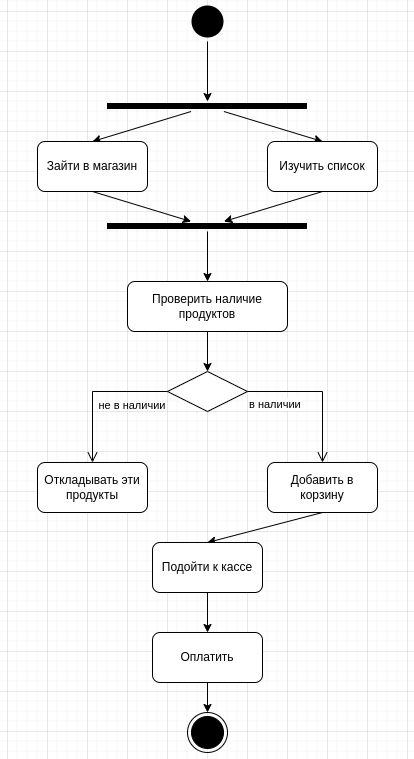 Зайти в магазин
Изучить список
Проверить наличие
продуктов
не в наличии
в наличии
Откладывать эти
продукты
Добавить в
корзину
Подойти к кассе
Оплатить